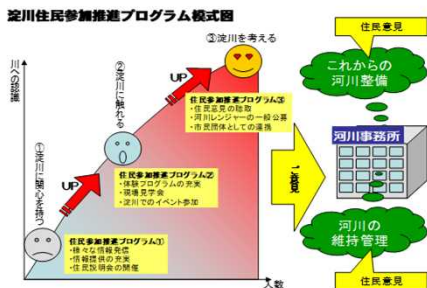 淀川住民参加推進プログラム模式図
川への認識
①淀川に関心を持つ
UP
②淀川に触れる
UP
③淀川を考える
住民参加推進プログラム③
・住民意見の聴取
・河川レンジャーの一般公募
・市民団体としての連携
住民参加推進プログラム②
・体験プログラムの充実
・現場見学会
・淀川でのイベント参加
住民参加推進プログラム①
・様々な情報発信
・情報提供の充実
・住民説明会の開催
人数
住民意見
これからの
河川整備
河川事務所
河川の
維持管理
住民意見